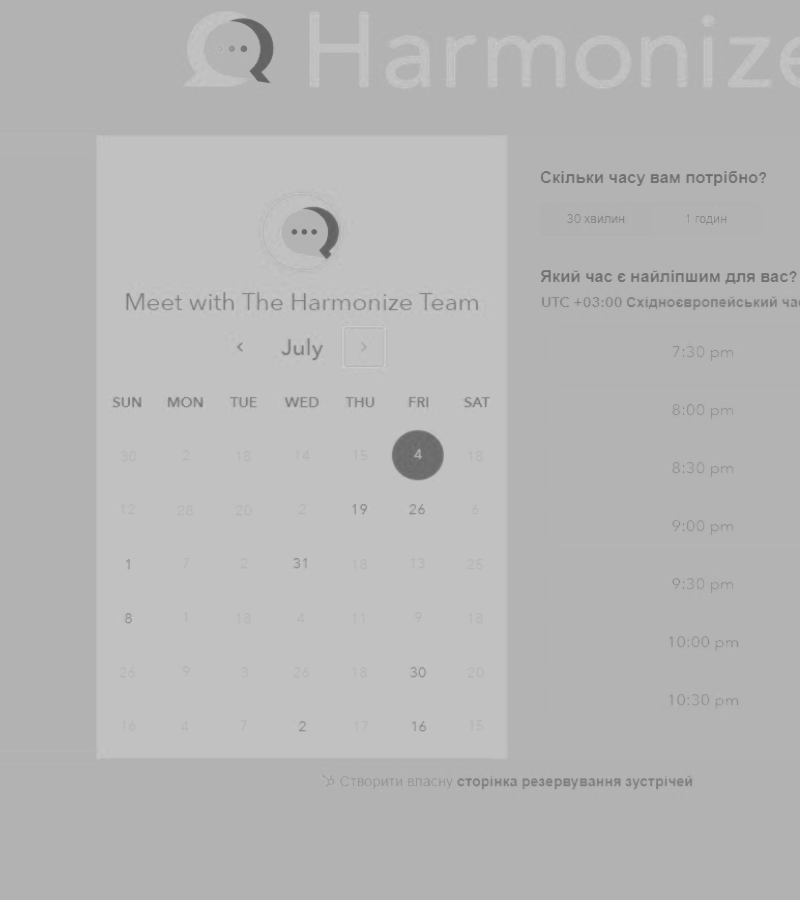 Harmonize
Meet with The Harmonize Team
July
SUN MON TUE WED THU FRI SAT
30 2 18 14 15 4 18
12 28 20 2 19 26 6
1 7 2 31 18 13 25
8 1 18 4 11 9 18
26 9 3 26 18 30 20
16 4 7 2 17 16 15
Скільки часу вам потрібно?
30 хвилин 1 годин
Який час є найліпшим для вас?
UTC +03:00 Східноєвропейський
7:30 pm
8:00 pm
8:30 pm
9:00 pm
9:30 pm
10:00 pm
10:30 pm
Створити власну сторінка резервування зустрічей